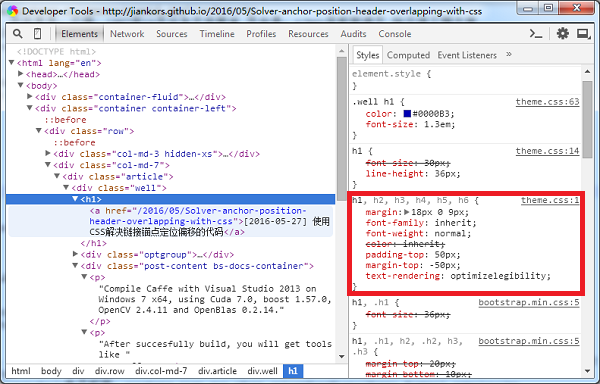 Developer Tools - http://jiankors.github.io/2016/05/Solver-anchor-position-header-overlapping-with-css
Elements Network Sources Timeline Profiles
<!DOCTYPE html>
<html lang="en">
<head>…</head>
<body>
<div class="container-fluid">…</div>
<div class="container container-left">
::before
<div class="row">
::before
<div class="col-md-3 hidden-xs">…</div>
<div class="col-md-7">
<div class="article">
<div class="well">
<h1>
<a href="/2016/05/Solver-anchor-position-
header-overlapping-with-css">[2016-05-27] 使用
CSS解决链接锚点定位偏移的代码</a>
</h1>
<div class="optgroup">…</div>
<div class="post-content bs-docs-container">
<p>
"Compile Caffe with Visual Studio 2013 on
Windows 7 x64, using Cuda 7.0, boost 1.57.0,
OpenCV 2.4.11 and OpenBlas 0.2.14."
</p>
<p>
"After succesfully build, you will get tools
like "
html body div div.row div.col-md-7 div.article div.well h1
Styles Computed Event Listeners »
element.style {
}
.well h1 { theme.css:63
color: #0000B3;
font-size: 1.3em;
}
h1 { theme.css:14
font-size: 30px;
line-height: 36px;
}
h1, h2, h3, h4, h5, h6 { theme.css:1
margin: 18px 0 9px;
font-family: inherit;
font-weight: normal;
color: inherit;
padding-top: 50px;
margin-top: -50px;
text-rendering: optimizelegibility;
}
h1, .h1 { bootstrap.min.css:5
font-size: 36px;
}
h1, .h1, h2, .h2, h3, bootstrap.min.css:5
.h3 {
margin-top: 20px;
margin-bottom: 10px;